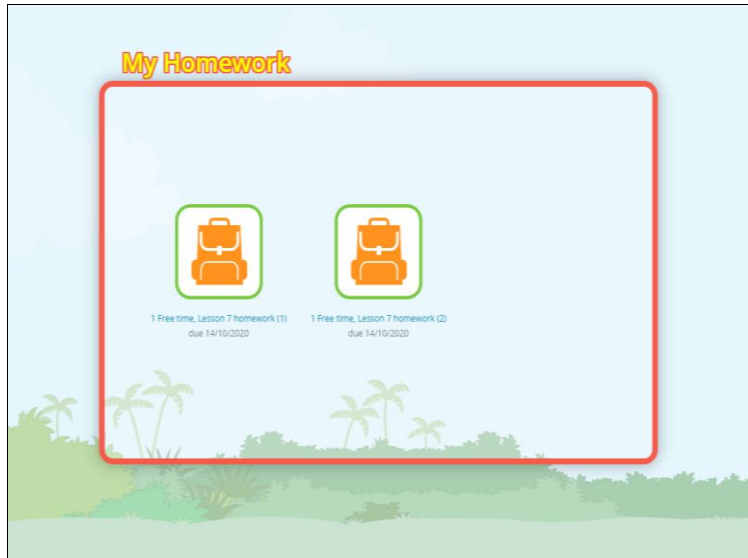 My Homework
1 Free time, Lesson 7 homework (1)
due 14/10/2020
1 Free time, Lesson 7 homework (2)
due 14/10/2020